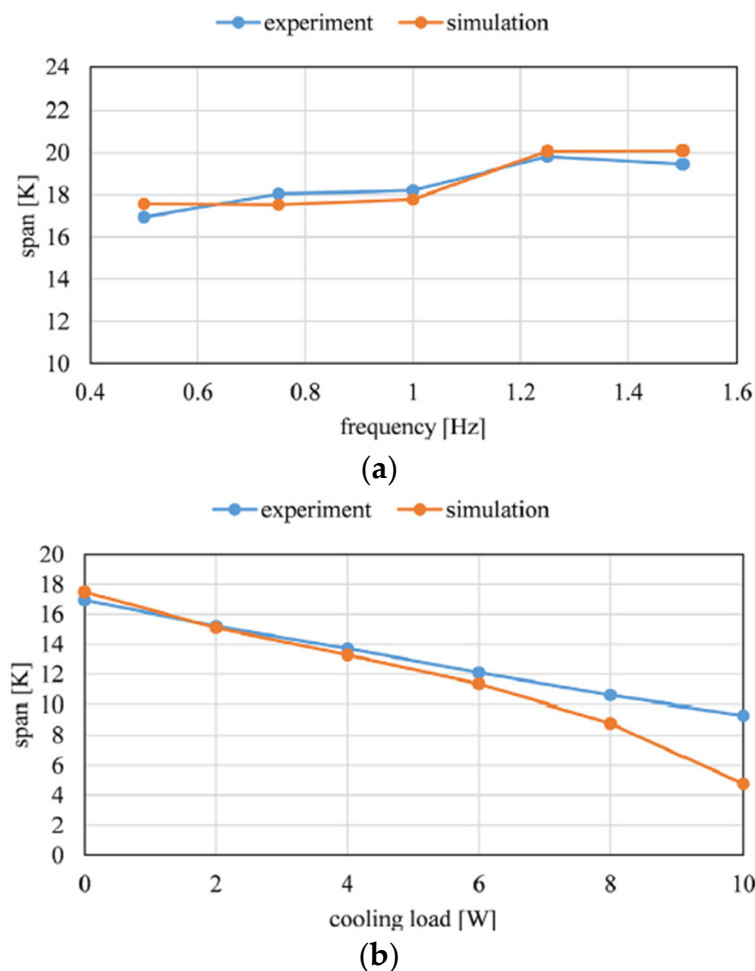 experiment simulation
24
22
20
18
16
14
12
10
span [K]
0.4 0.6 0.8 1 1.2 1.4 1.6
frequency [Hz]
(a)
experiment simulation
20
18
16
14
12
10
8
6
4
2
0
span [K]
0 2 4 6 8 10
cooling load [W]
(b)